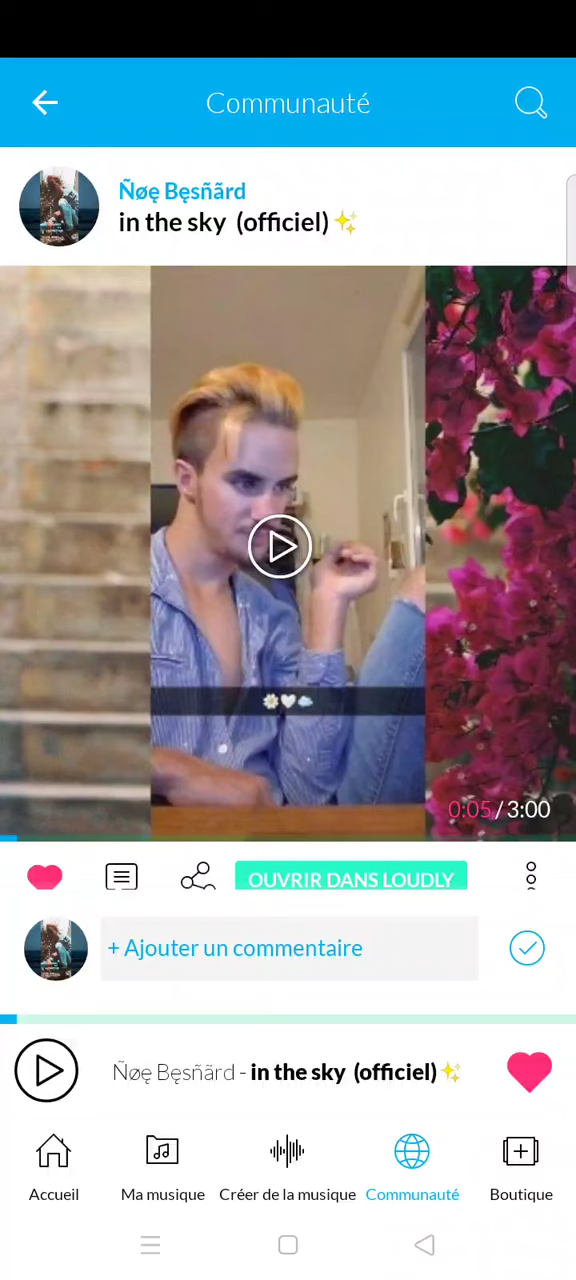 Communauté
Ñøę Bęsñãrd
in the sky (officiel)✨
0:05/3:00
OUVRIR DANS LOUDLY
+ Ajouter un commentaire
Ñøę Bęsñãrd - in the sky (officiel)✨
Accueil
Ma musique
Créer de la musique
Communauté
Boutique